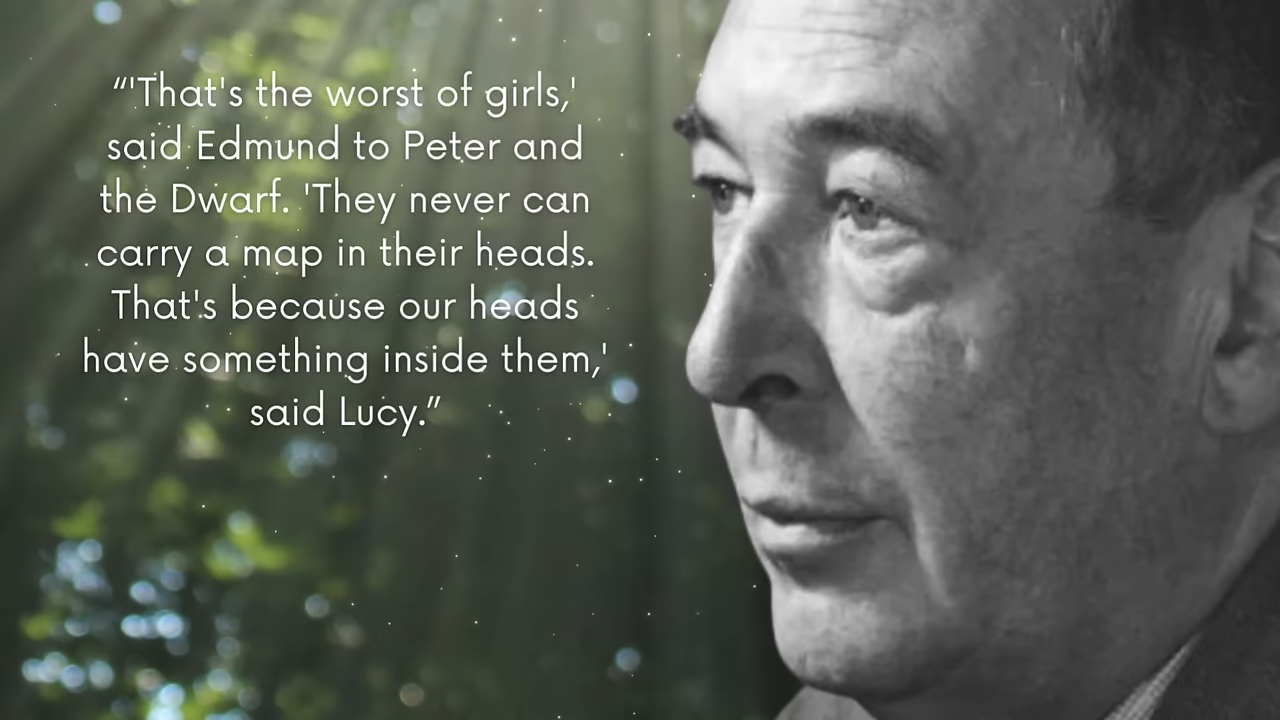 “'That's the worst of girls,'
said Edmund to Peter and
the Dwarf. 'They never can
carry a map in their heads.
That's because our heads
have something inside them,'
said Lucy.”